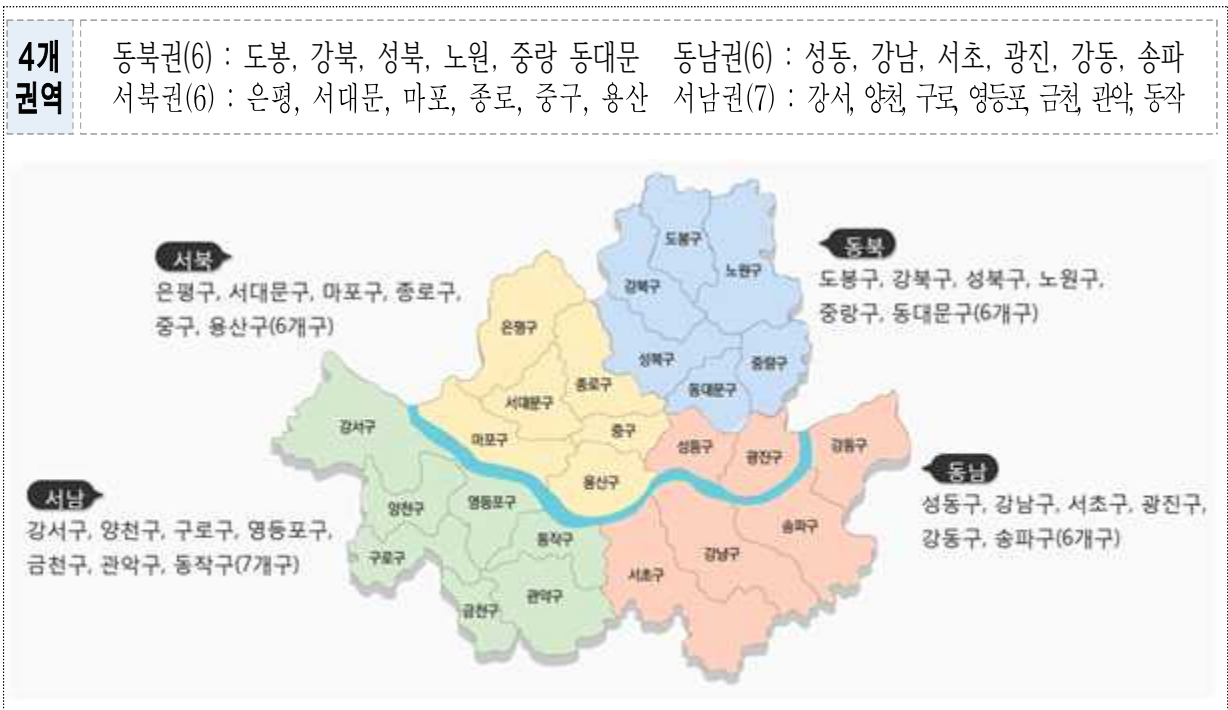 4개
권역
동북권(6) : 도봉, 강북, 성북, 노원, 중랑 동대문 동남권(6) : 성동, 강남, 서초, 광진, 강동, 송파
서북권(6) : 은평, 서대문, 마포, 종로, 중구, 용산 서남권(7) : 강서, 양천, 구로, 영등포, 금천, 관악, 동작
서북
은평구, 서대문구, 마포구, 종로구,
중구, 용산구(6개구)
동북
도봉구, 강북구, 성북구, 노원구,
중랑구, 동대문구(6개구)
서남
강서구, 양천구, 구로구, 영등포구,
금천구, 관악구, 동작구(7개구)
동남
성동구, 강남구, 서초구, 광진구,
강동구, 송파구(6개구)
도봉구
노원구
강북구
은평구
성북구
중랑구
종로구
동대문구
서대문구
강서구
마포구
중구
성동구
광진구
강동구
용산구
양천구
영등포구
동작구
송파구
구로구
강남구
서초구
관악구
금천구